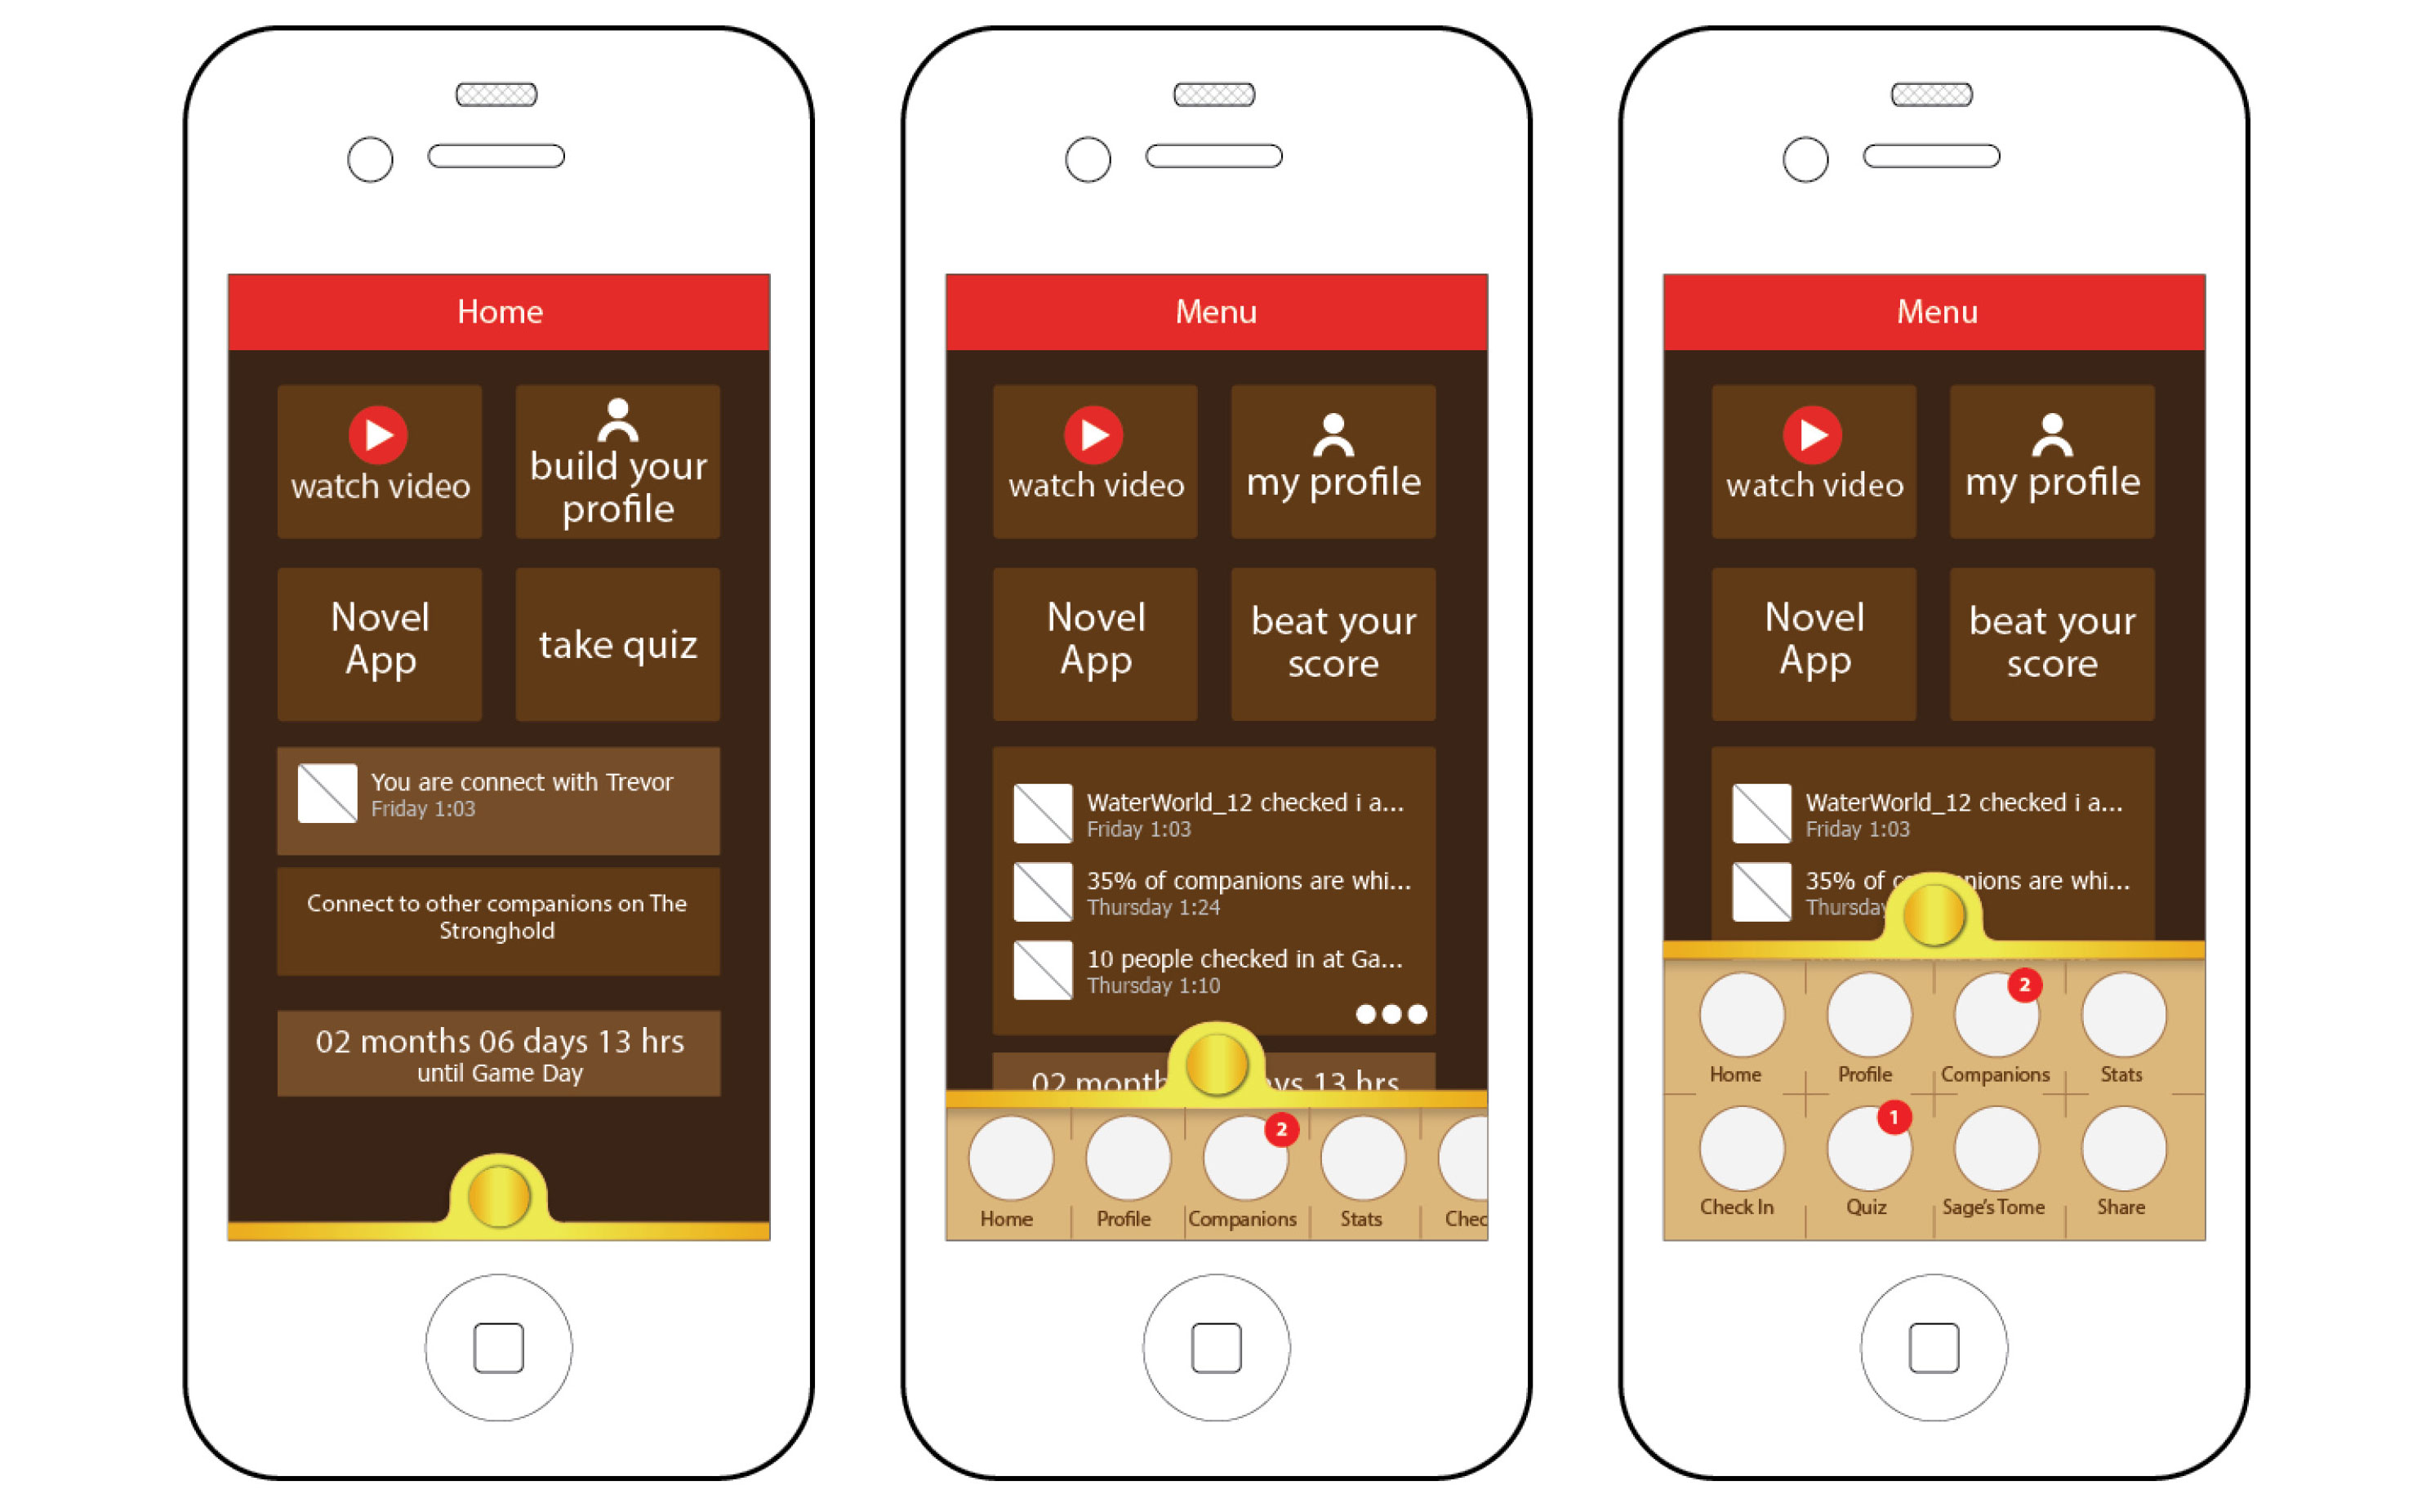 Home
watch video
build your
profile
Novel
App
take quiz
You are connect with Trevor
Friday 1:03
Connect to other companions on The
Stronghold
02 months 06 days 13 hrs
until Game Day
Menu
watch video
my profile
Novel
App
beat your
score
WaterWorld_12 checked i a...
Friday 1:03
35% of companions are whi...
Thursday 1:24
10 people checked in at Ga...
Thursday 1:10
02 month ays 13 hrs
2
Home Profile Companions Stats Chec
Menu
watch video
my profile
Novel
App
beat your
score
WaterWorld_12 checked i a...
Friday 1:03
35% of c nions are whi...
Thursday
2
Home Profile Companions Stats
1
Check In Quiz Sage's Tome Share